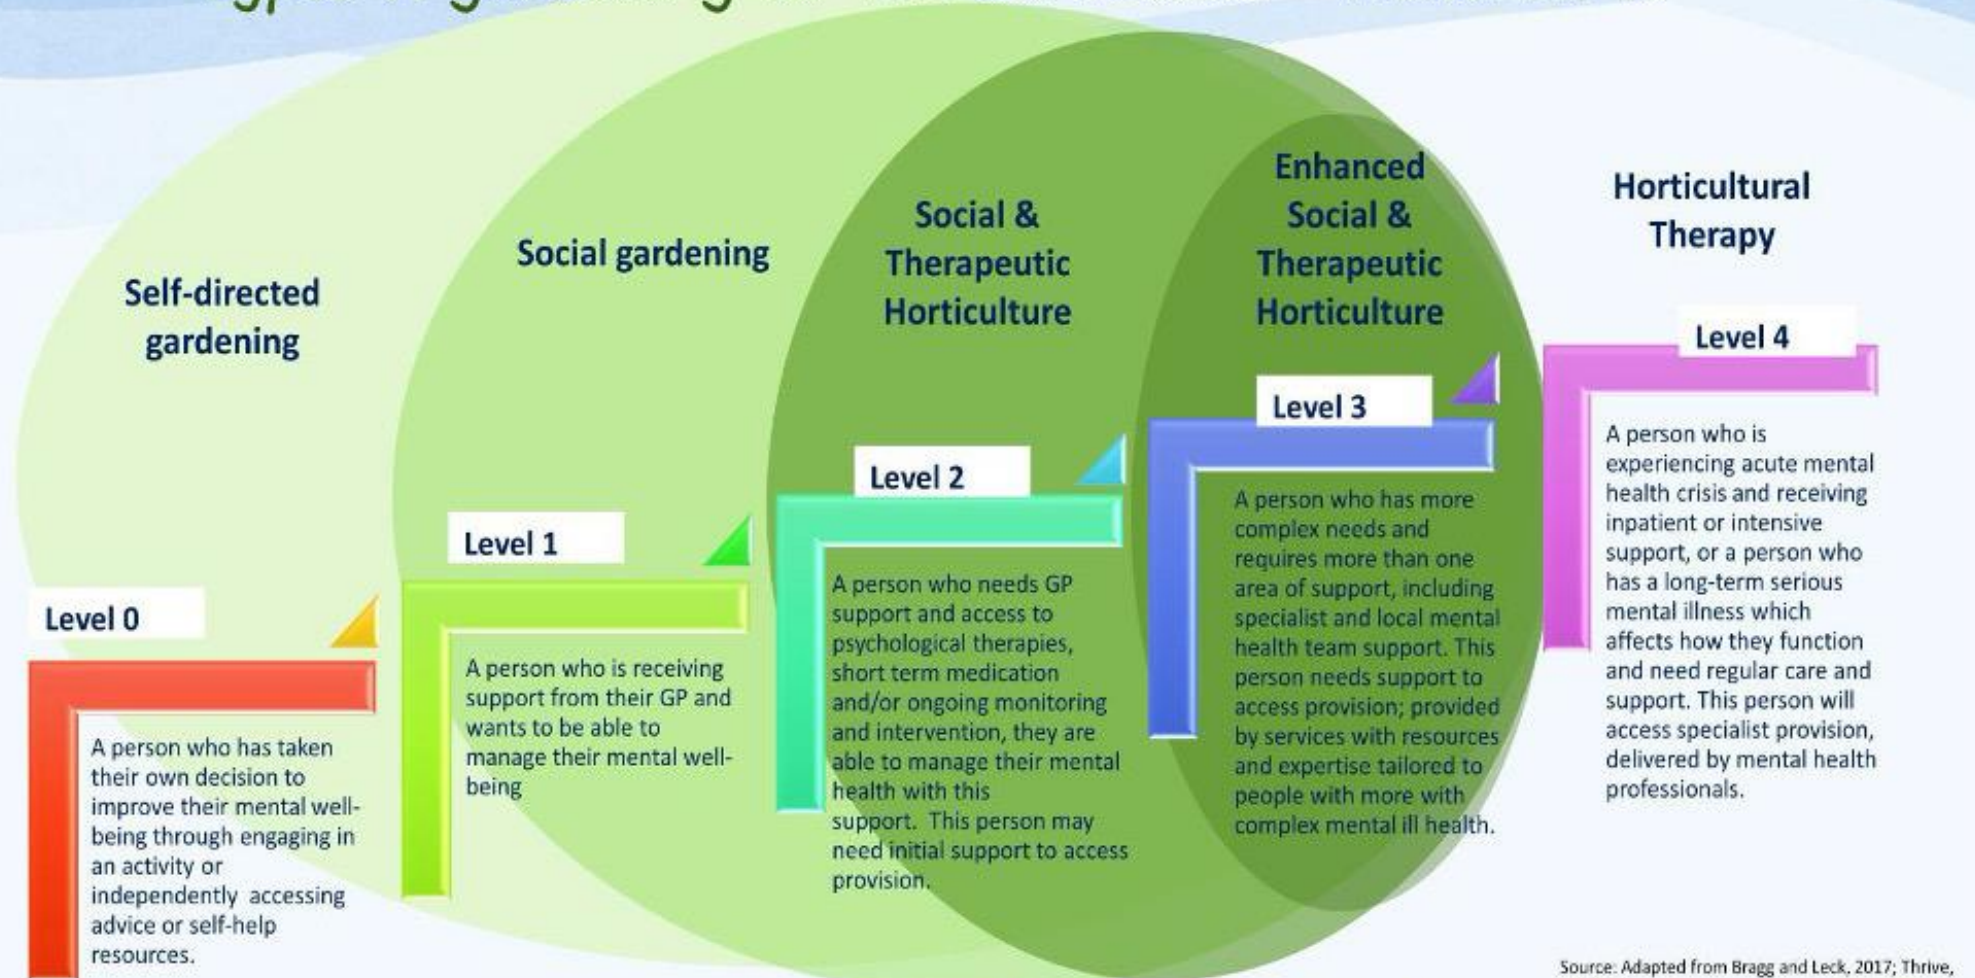 Self-directed
gardening
Level 0
A person who has taken
their own decision to
improve their mental well-
being through engaging in
an activity or
independently accessing
advice or self-help
resources.
Social gardening
Level 1
A person who is receiving
support from their GP and
wants to be able to
manage their mental well-
being
Social &
Therapeutic
Horticulture
Level 2
A person who needs GP
support and access to
psychological therapies,
short term medication
and/or ongoing monitoring
and intervention, they are
able to manage their mental
health with this
support. This person may
need initial support to access
provision.
Enhanced
Social &
Therapeutic
Horticulture
Level 3
A person who has more
complex needs and
requires more than one
area of support, including
specialist and local mental
health team support. This
person needs support to
access provision; provided
by services with resources
and expertise tailored to
people with more with
complex mental ill health.
Horticultural
Therapy
Level 4
A person who is
experiencing acute mental
health crisis and receiving
inpatient or intensive
support, or a person who
has a long-term serious
mental illness which
affects how they function
and need regular care and
support. This person will
access specialist provision,
delivered by mental health
professionals.
Source: Adapted from Bragg and Leck, 2017; Thrive,